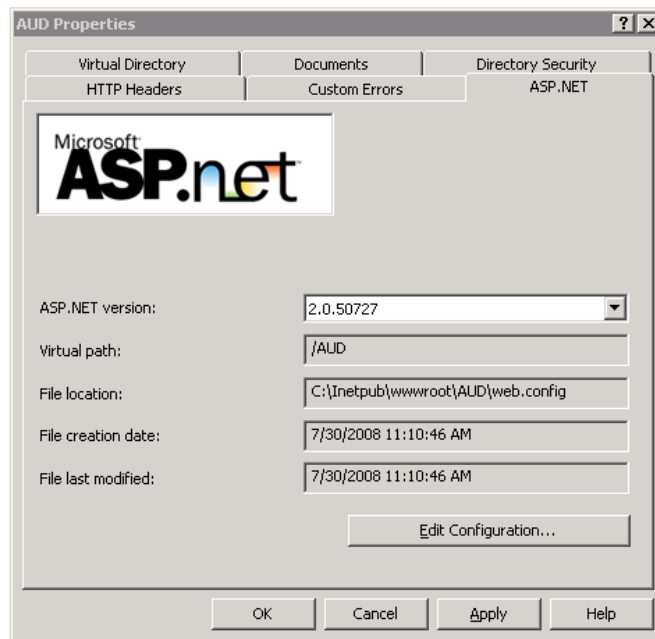 AUD Properties
Virtual Directory Documents Directory Security
HTTP Headers Custom Errors ASP.NET
Microsoft
ASP.net
ASP.NET version: 2.0.50727
Virtual path: /AUD
File location: C:\Inetpub\wwwroot\AUD\web.config
File creation date: 7/30/2008 11:10:46 AM
File last modified: 7/30/2008 11:10:46 AM
Edit Configuration...
OK Cancel Apply Help